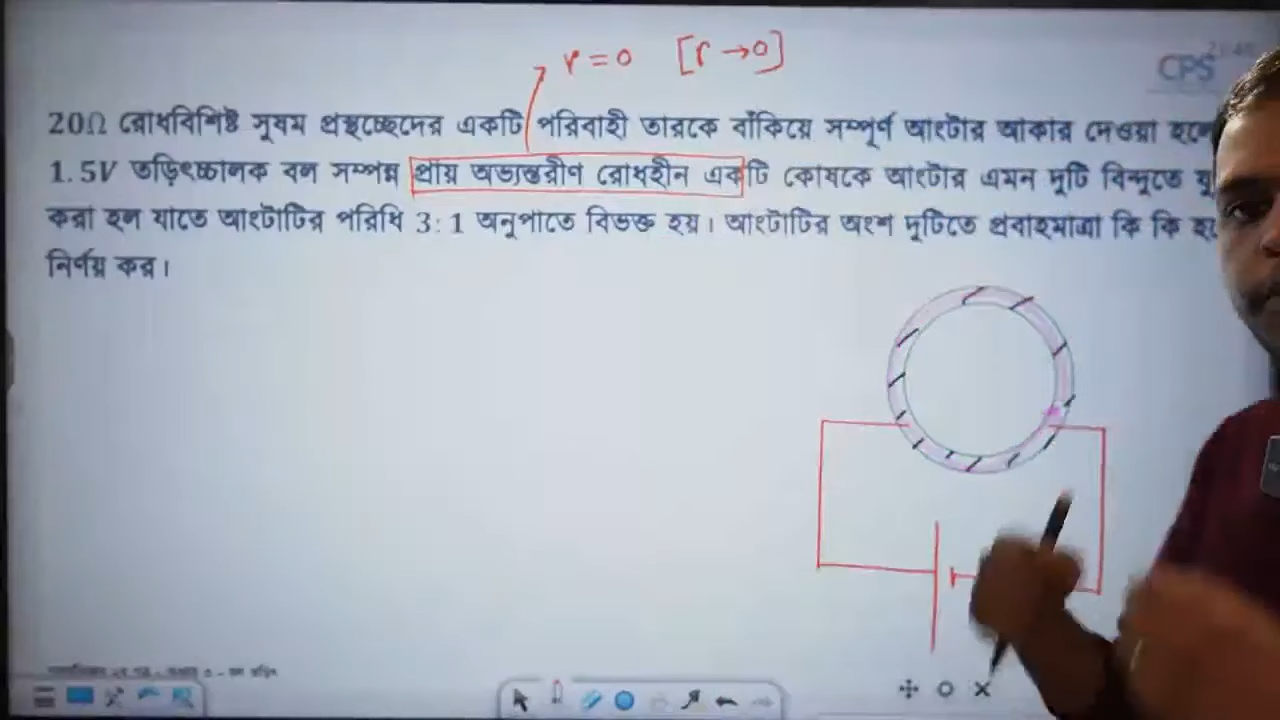 r = 0 [r → 0]
CPS
20Ω রোধবিশিষ্ট সুষম প্রস্থচ্ছেদের একটি পরিবাহী তারকে বাঁকিয়ে সম্পূর্ণ আংটার আকার দেওয়া
1.5V তড়িৎচ্চালক বল সম্পন্ন প্রায় অভ্যন্তরীণ রোধহীন একটি কোষকে আংটার এমন দুটি বিন্দুতে
করা হল যাতে আংটাটির পরিধি 3:1 অনুপাতে বিভক্ত হয়। আংটাটির অংশ দুটিতে প্রবাহমাত্রা কি কি
নির্ণয় কর।